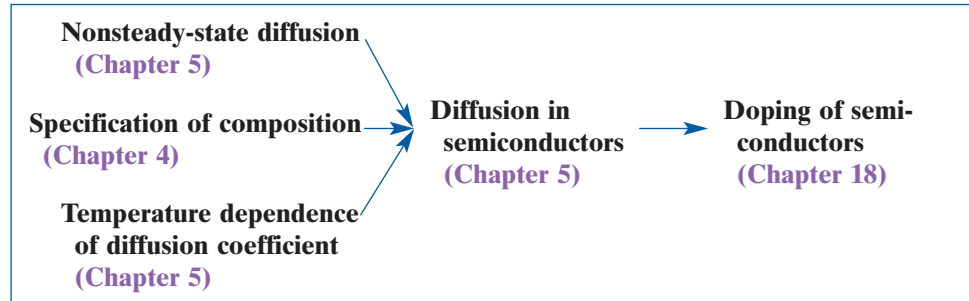 Nonsteady-state diffusion
(Chapter 5)
Specification of composition
(Chapter 4)
Temperature dependence
of diffusion coefficient
(Chapter 5)
Diffusion in
semiconductors
(Chapter 5)
Doping of semi-
conductors
(Chapter 18)